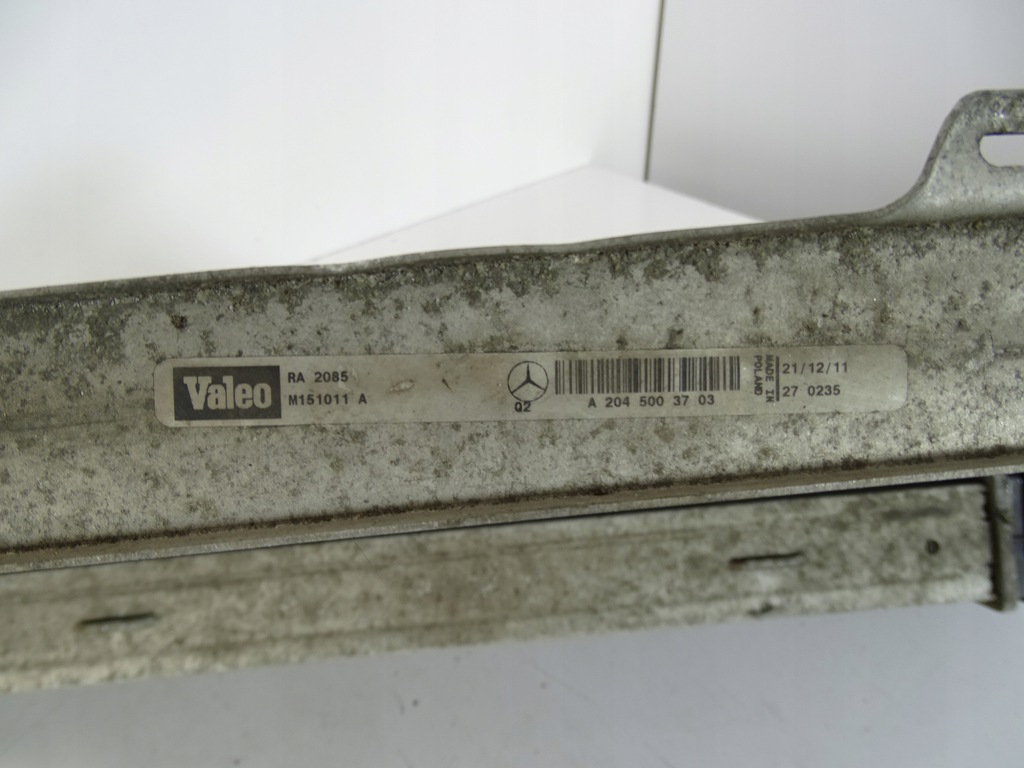 Valeo
RA 2085
M151011 A
Q2
A 204 500 37 03
MADE IN
POLAND
21/12/11
27 0235